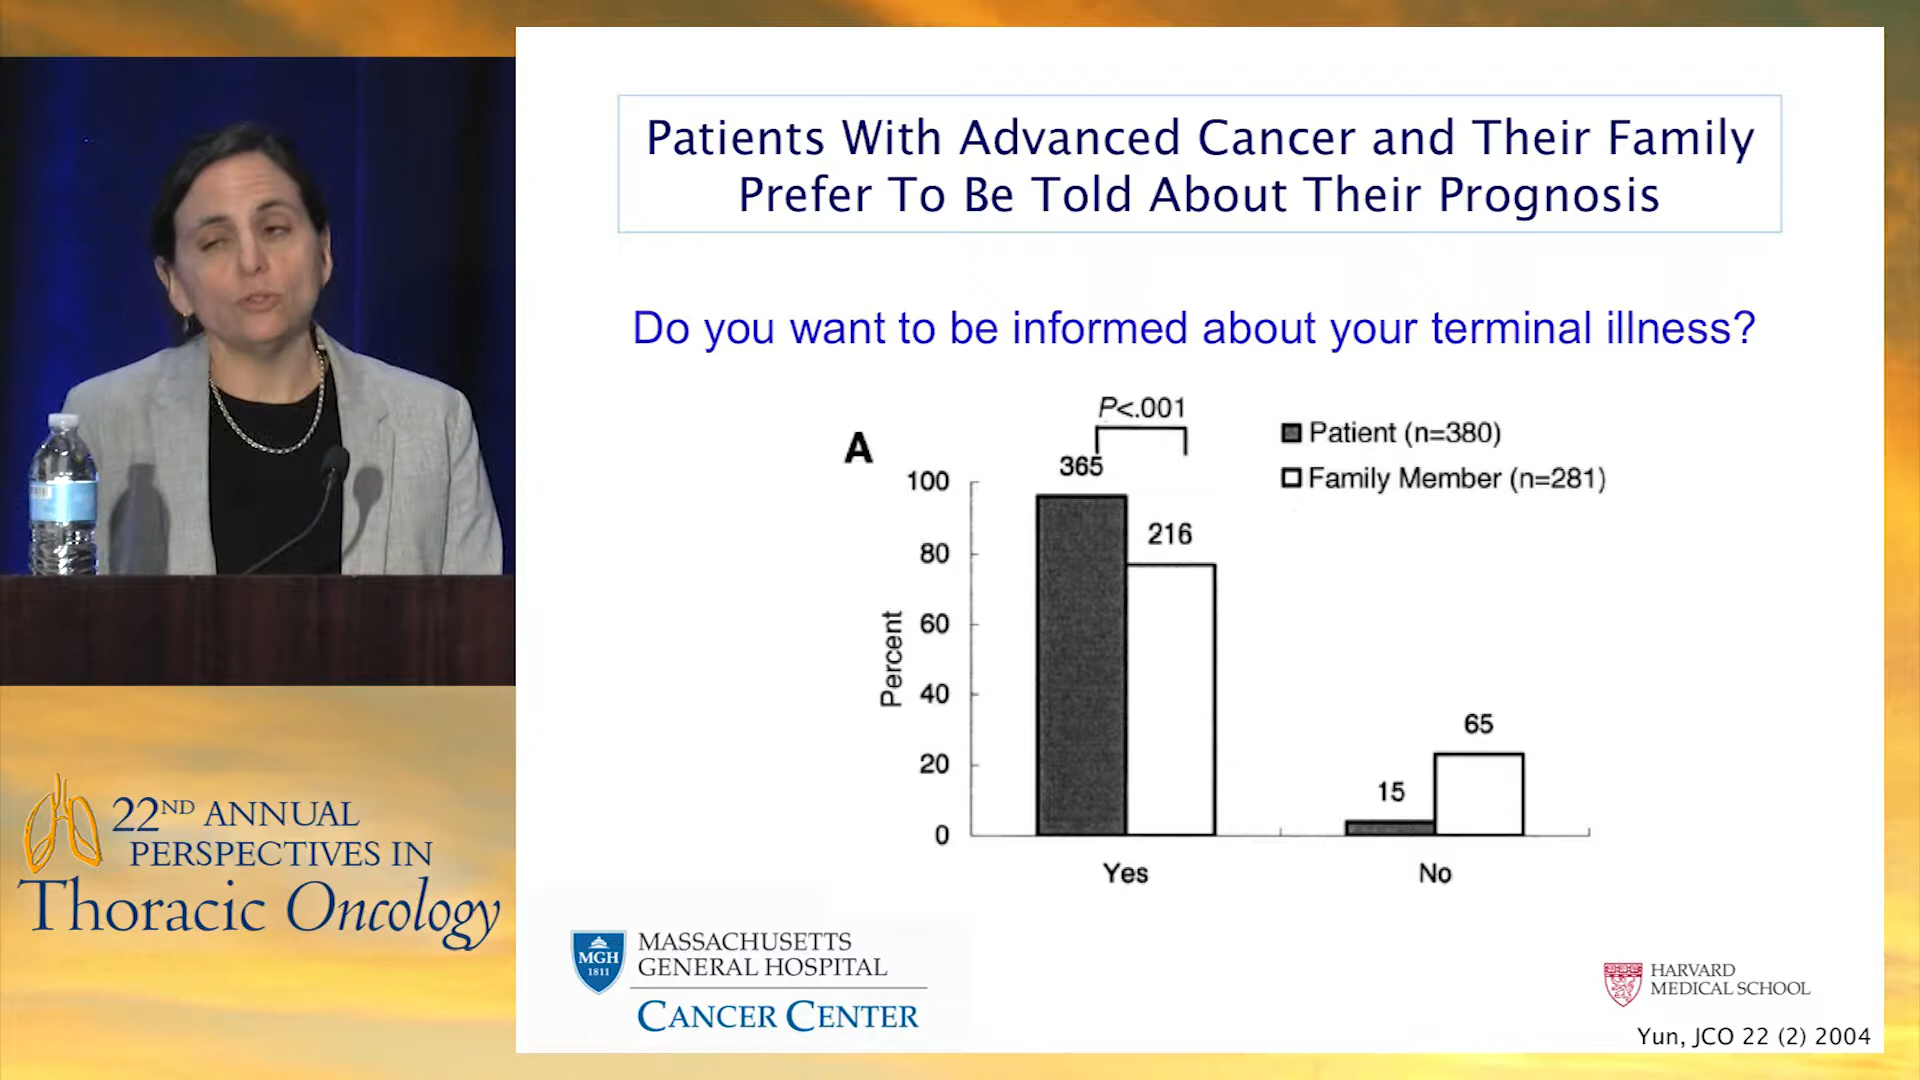 Patients With Advanced Cancer and Their Family
Prefer To Be Told About Their Prognosis
Do you want to be informed about your terminal illness?
A
P<.001
Patient (n=380)
Family Member (n=281)
Percent
100
80
60
40
20
0
365
216
15
65
Yes
No
22ND ANNUAL
PERSPECTIVES IN
Thoracic Oncology
MGH
1811
MASSACHUSETTS
GENERAL HOSPITAL
CANCER CENTER
HARVARD
MEDICAL SCHOOL
Yun, JCO 22 (2) 2004